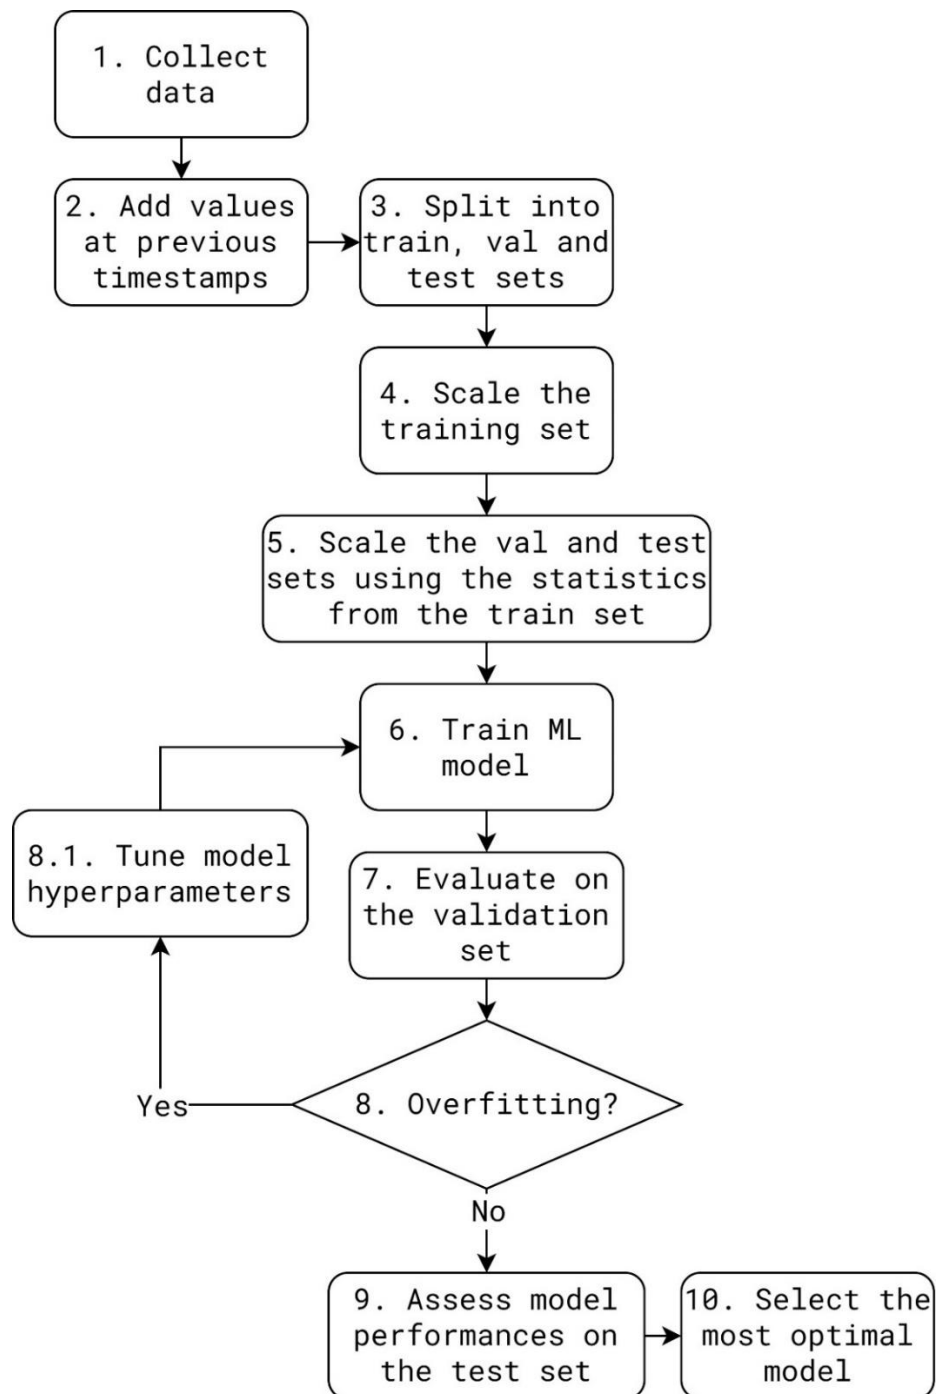 1. Collect
data
2. Add values
at previous
timestamps
3. Split into
train, val and
test sets
4. Scale the
training set
5. Scale the val and test
sets using the statistics
from the train set
6. Train ML
model
8.1. Tune model
hyperparameters
7. Evaluate on
the validation
set
Yes
8. Overfitting?
No
9. Assess model
performances on
the test set
10. Select the
most optimal
model